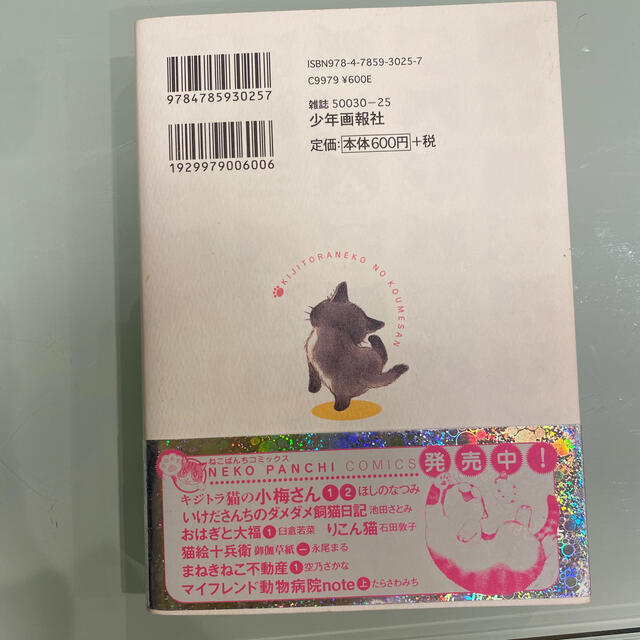 ISBN978-4-7859-3025-7
C9979 ¥600E
9784785930257
雑誌 50030-25
少年画報社
定価:本体600円+税
1929979006006
KIJITORANEKO NO KOUMESAN
ねこぱんちコミックス
NEKO PANCHI COMICS
発売中!
キジトラ猫の小梅さん①② ほしのなつみ
いけださんちのダメダメ飼猫日記 池田さとみ
おはぎと大福① 臼倉若菜 りこん猫 石田敦子
猫絵十兵衛 御伽草紙㊀ 永尾まる
まねきねこ不動産① 空乃さかな
マイフレンド動物病院note㊤ たらさわみち